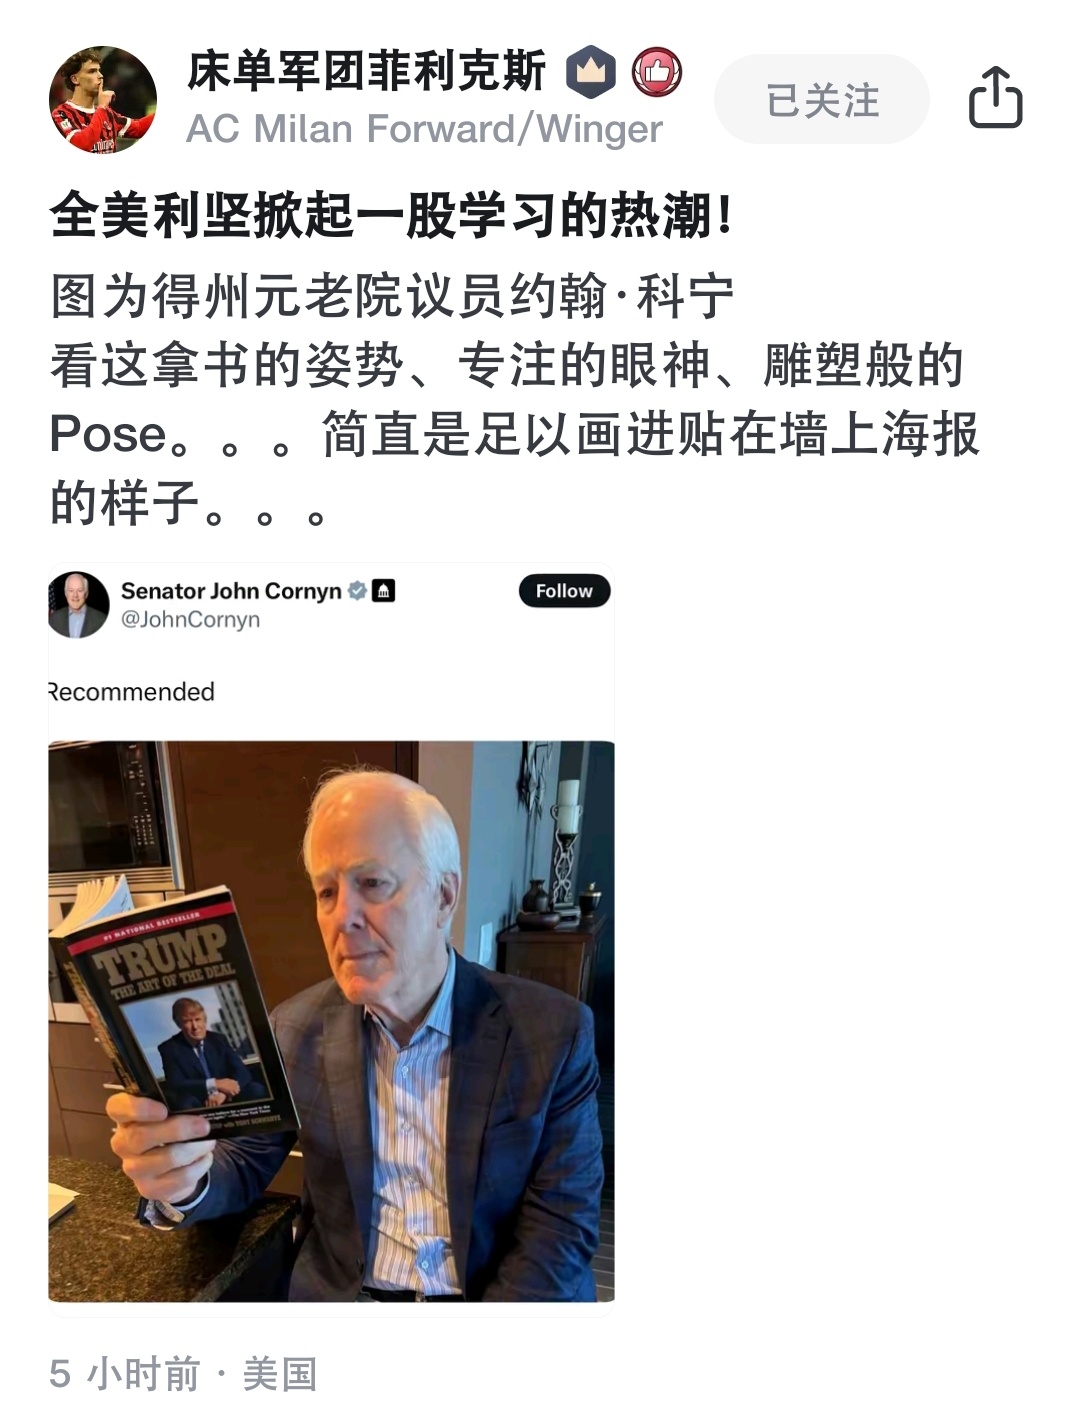 床单军团菲利克斯
已关注
AC Milan Forward/Winger
全美利坚掀起一股学习的热潮！
图为得州元老院议员约翰·科宁
看这拿书的姿势、专注的眼神、雕塑般的
Pose。。。简直是足以画进贴在墙上海报
的样子。。。
Senator John Cornyn
Follow
@JohnCornyn
Recommended
#1 NATIONAL BESTSELLER
TRUMP
THE ART OF THE DEAL
with TONY SCHWARTZ
5 小时前 · 美国